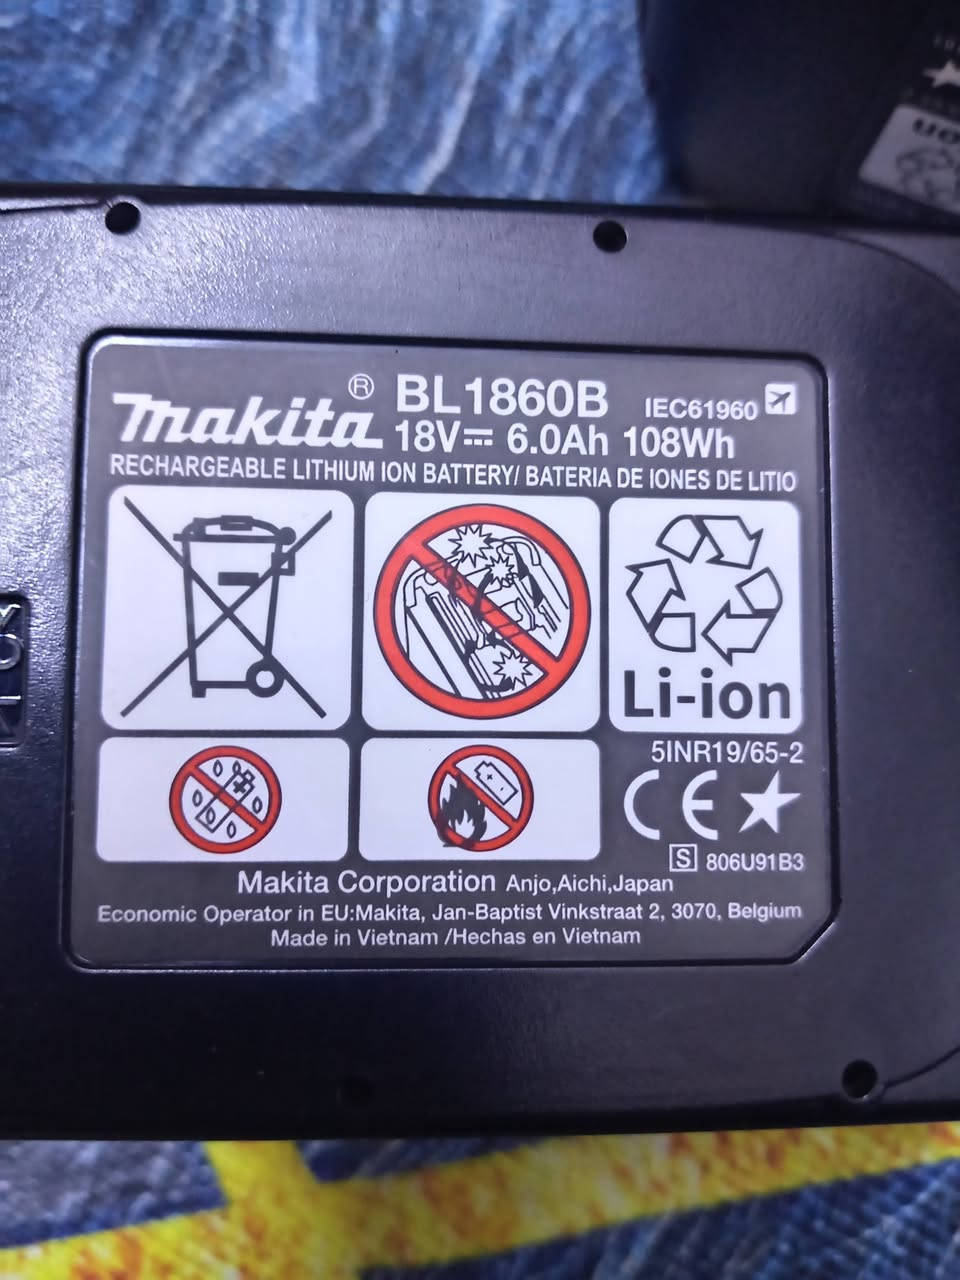 makita® BL1860B IEC61960
18V⎓ 6.0Ah 108Wh
RECHARGEABLE LITHIUM ION BATTERY/ BATERIA DE IONES DE LITIO
Li-ion
5INR19/65-2
CE
S 806U91B3
Makita Corporation Anjo,Aichi,Japan
Economic Operator in EU:Makita, Jan-Baptist Vinkstraat 2, 3070, Belgium
Made in Vietnam /Hechas en Vietnam